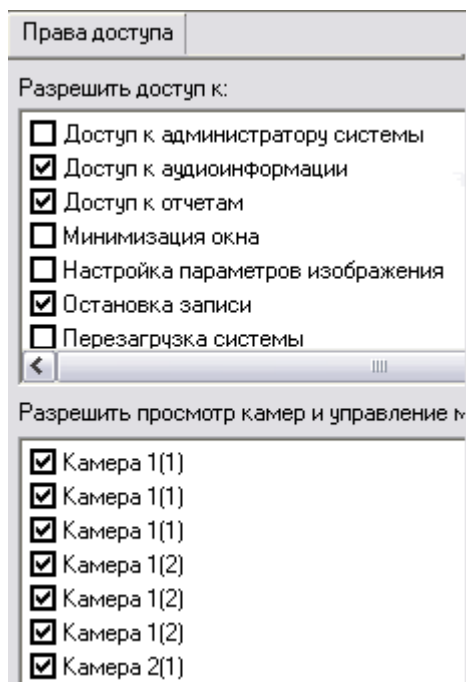 Права доступа
Разрешить доступ к:
Доступ к администратору системы
Доступ к аудиоинформации
Доступ к отчетам
Минимизация окна
Настройка параметров изображения
Остановка записи
Перезагрузка системы
Разрешить просмотр камер и управление м
Камера 1(1)
Камера 1(1)
Камера 1(1)
Камера 1(2)
Камера 1(2)
Камера 1(2)
Камера 2(1)